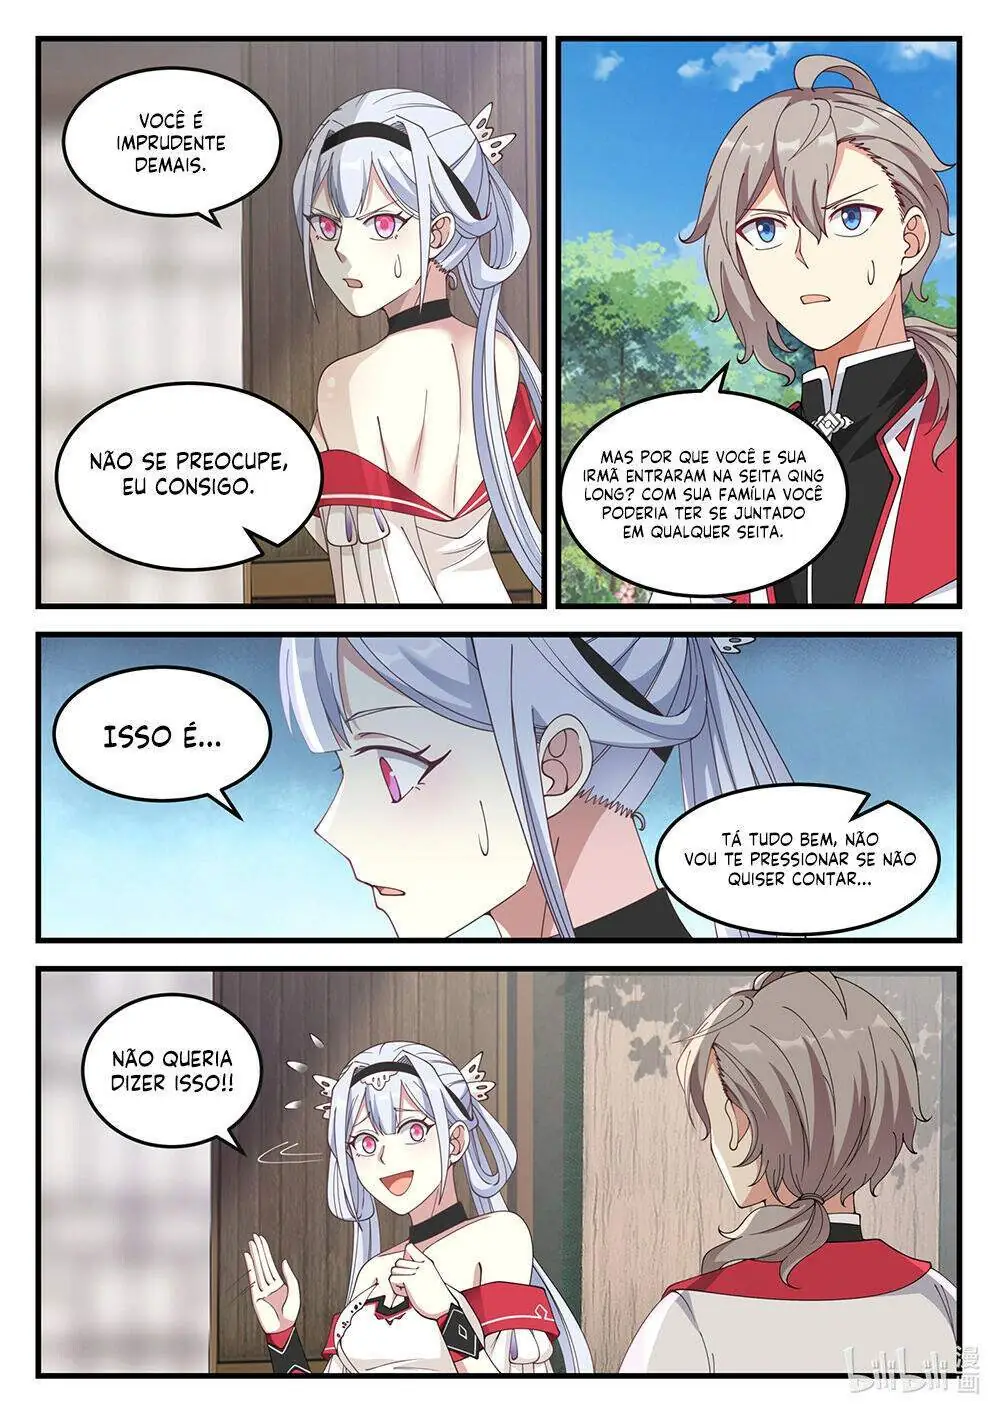 VOCÊ É
IMPRUDENTE
DEMAIS.
NÃO SE PREOCUPE,
EU CONSIGO.
MAS POR QUE VOCÊ E SUA
IRMÃ ENTRARAM NA SEITA QING
LONG? COM SUA FAMÍLIA VOCÊ
PODERIA TER SE JUNTADO
EM QUALQUER SEITA.
ISSO É...
TÁ TUDO BEM, NÃO
VOU TE PRESSIONAR SE NÃO
QUISER CONTAR...
NÃO QUERIA
DIZER ISSO!!
bilibili 漫画